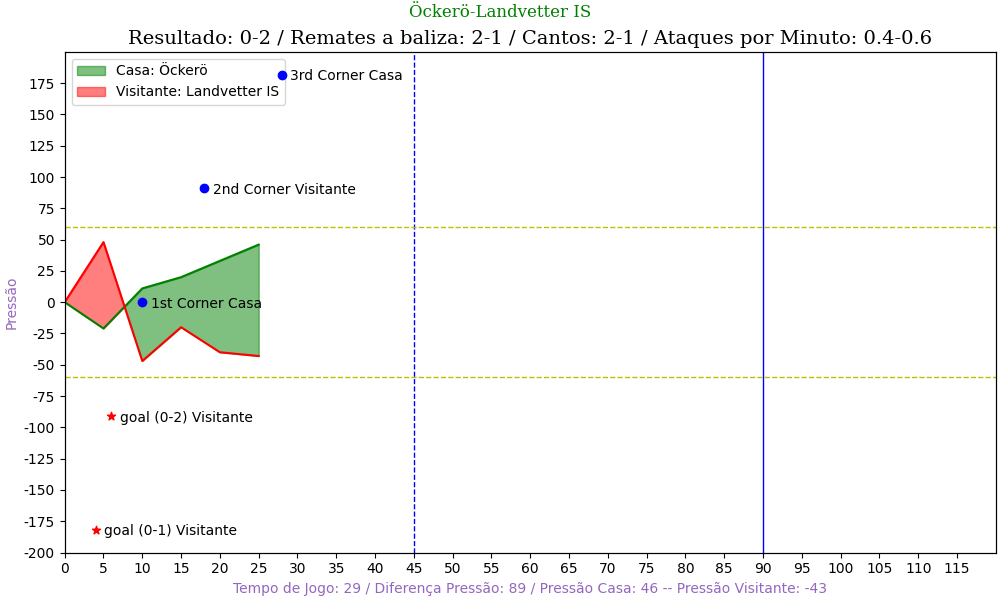 Öckerö-Landvetter IS
Resultado: 0-2 / Remates a baliza: 2-1 / Cantos: 2-1 / Ataques por Minuto: 0.4-0.6
Casa: Öckerö
Visitante: Landvetter IS
3rd Corner Casa
2nd Corner Visitante
1st Corner Casa
goal (0-2) Visitante
goal (0-1) Visitante
Pressão
175
150
125
100
75
50
25
0
-25
-50
-75
-100
-125
-150
-175
-200
0 5 10 15 20 25 30 35 40 45 50 55 60 65 70 75 80 85 90 95 100 105 110 115
Tempo de Jogo: 29 / Diferença Pressão: 89 / Pressão Casa: 46 -- Pressão Visitante: -43